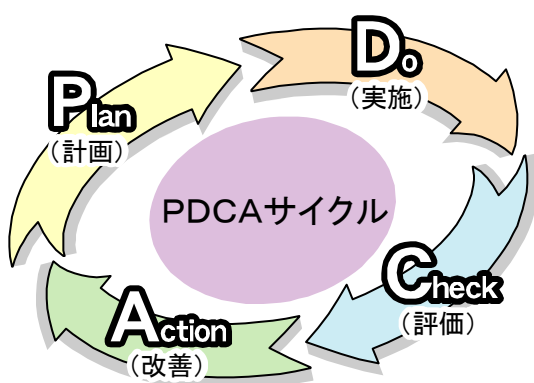 Plan
（計画）
Do
（実施）
PDCAサイクル
Check
（評価）
Action
（改善）